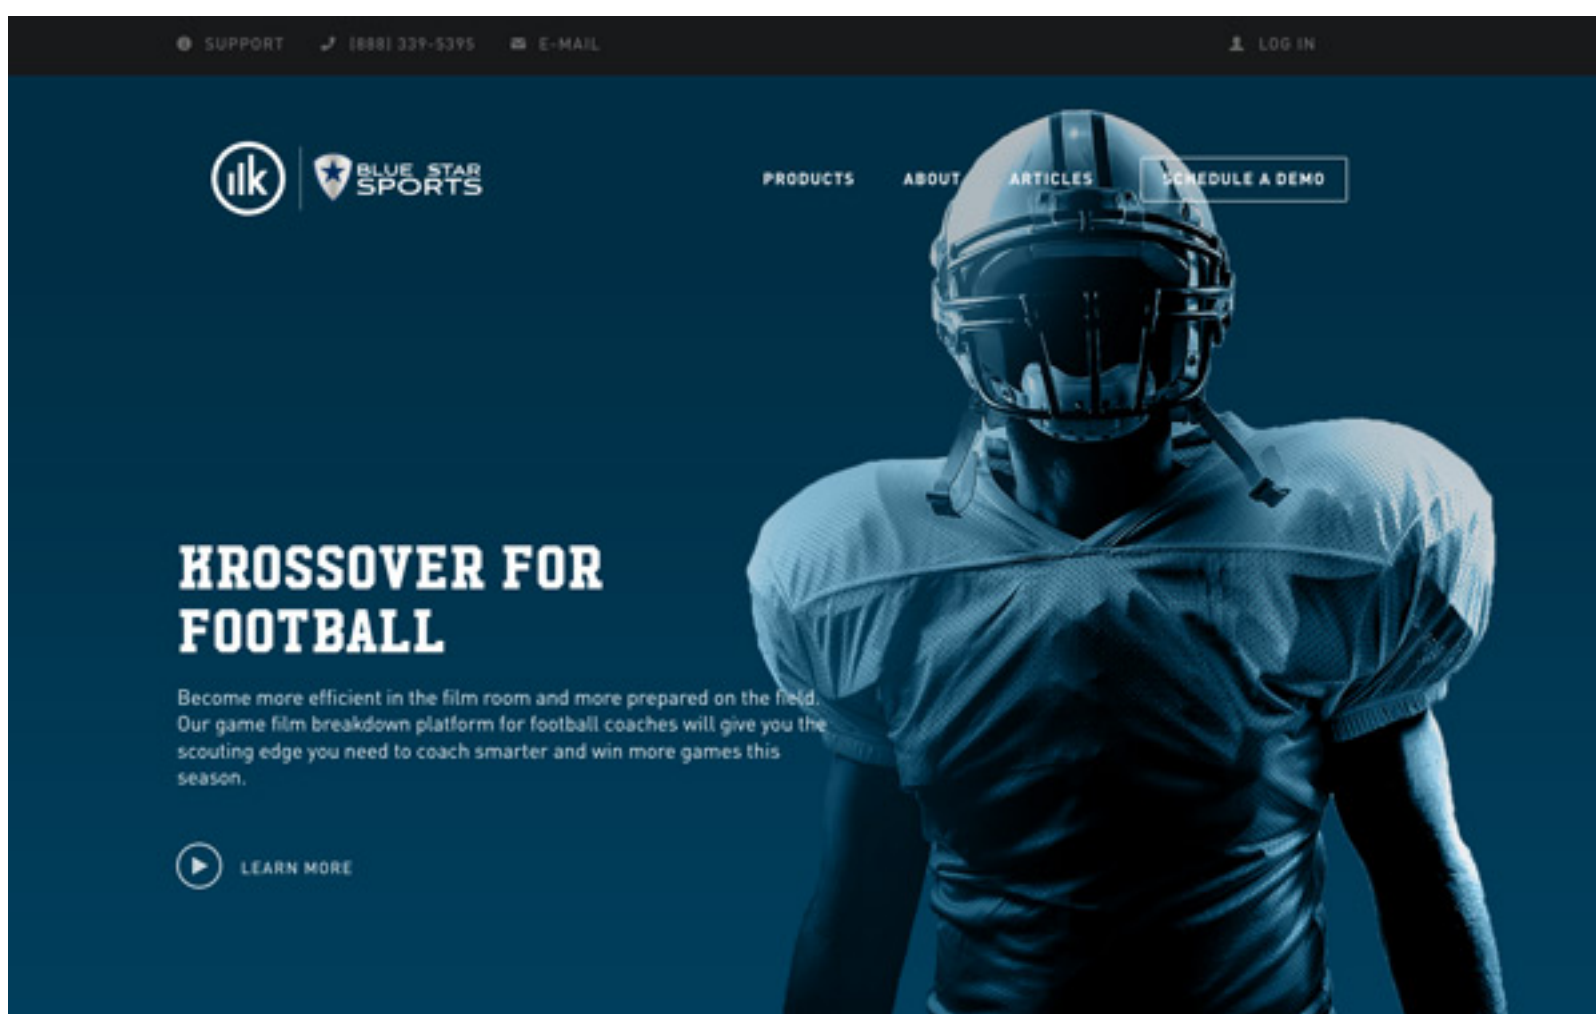 SUPPORT (888) 339-5395 E-MAIL LOG IN
k BLUE STAR SPORTS PRODUCTS ABOUT ARTICLES SCHEDULE A DEMO
KROSSOVER FOR
FOOTBALL
Become more efficient in the film room and more prepared on the field.
Our game film breakdown platform for football coaches will give you the
scouting edge you need to coach smarter and win more games this
season.
LEARN MORE